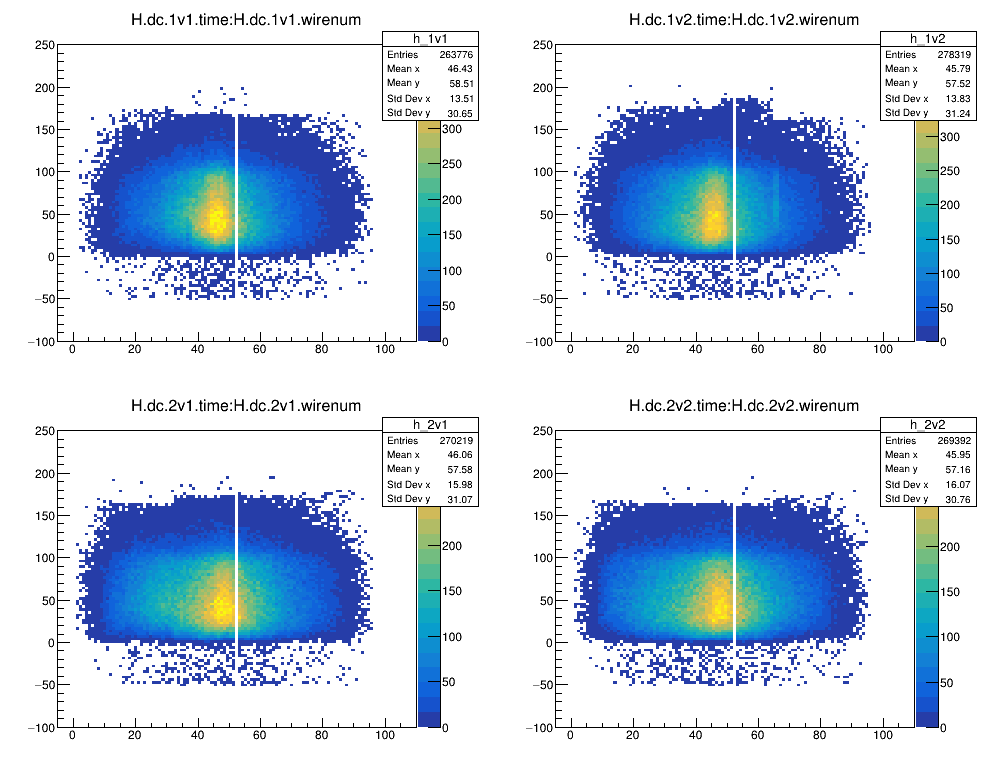 H.dc.1v1.time:H.dc.1v1.wirenum
h_1v1
Entries 263776
Mean x 46.43
Mean y 58.51
Std Dev x 13.51
Std Dev y 30.65
250
200
150
100
50
0
−50
−100
0 20 40 60 80 100
300
250
200
150
100
50
0
H.dc.1v2.time:H.dc.1v2.wirenum
h_1v2
Entries 278319
Mean x 45.79
Mean y 57.52
Std Dev x 13.83
Std Dev y 31.24
250
200
150
100
50
0
−50
−100
0 20 40 60 80 100
300
250
200
150
100
50
0
H.dc.2v1.time:H.dc.2v1.wirenum
h_2v1
Entries 270219
Mean x 46.06
Mean y 57.58
Std Dev x 15.98
Std Dev y 31.07
250
200
150
100
50
0
−50
−100
0 20 40 60 80 100
200
150
100
50
0
H.dc.2v2.time:H.dc.2v2.wirenum
h_2v2
Entries 269392
Mean x 45.95
Mean y 57.16
Std Dev x 16.07
Std Dev y 30.76
250
200
150
100
50
0
−50
−100
0 20 40 60 80 100
200
150
100
50
0